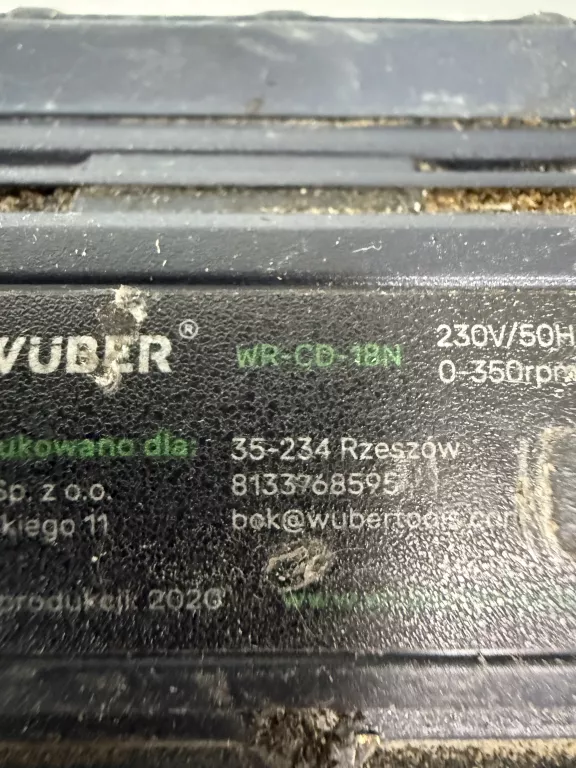 WUBER®
WR-CD-18N
230V/50H
0-350rpm
ukowano dla:
Sp. z o.o.
kiego 11
35-234 Rzeszów
8133768595
bok@wubertools.com
produkcji: 2020